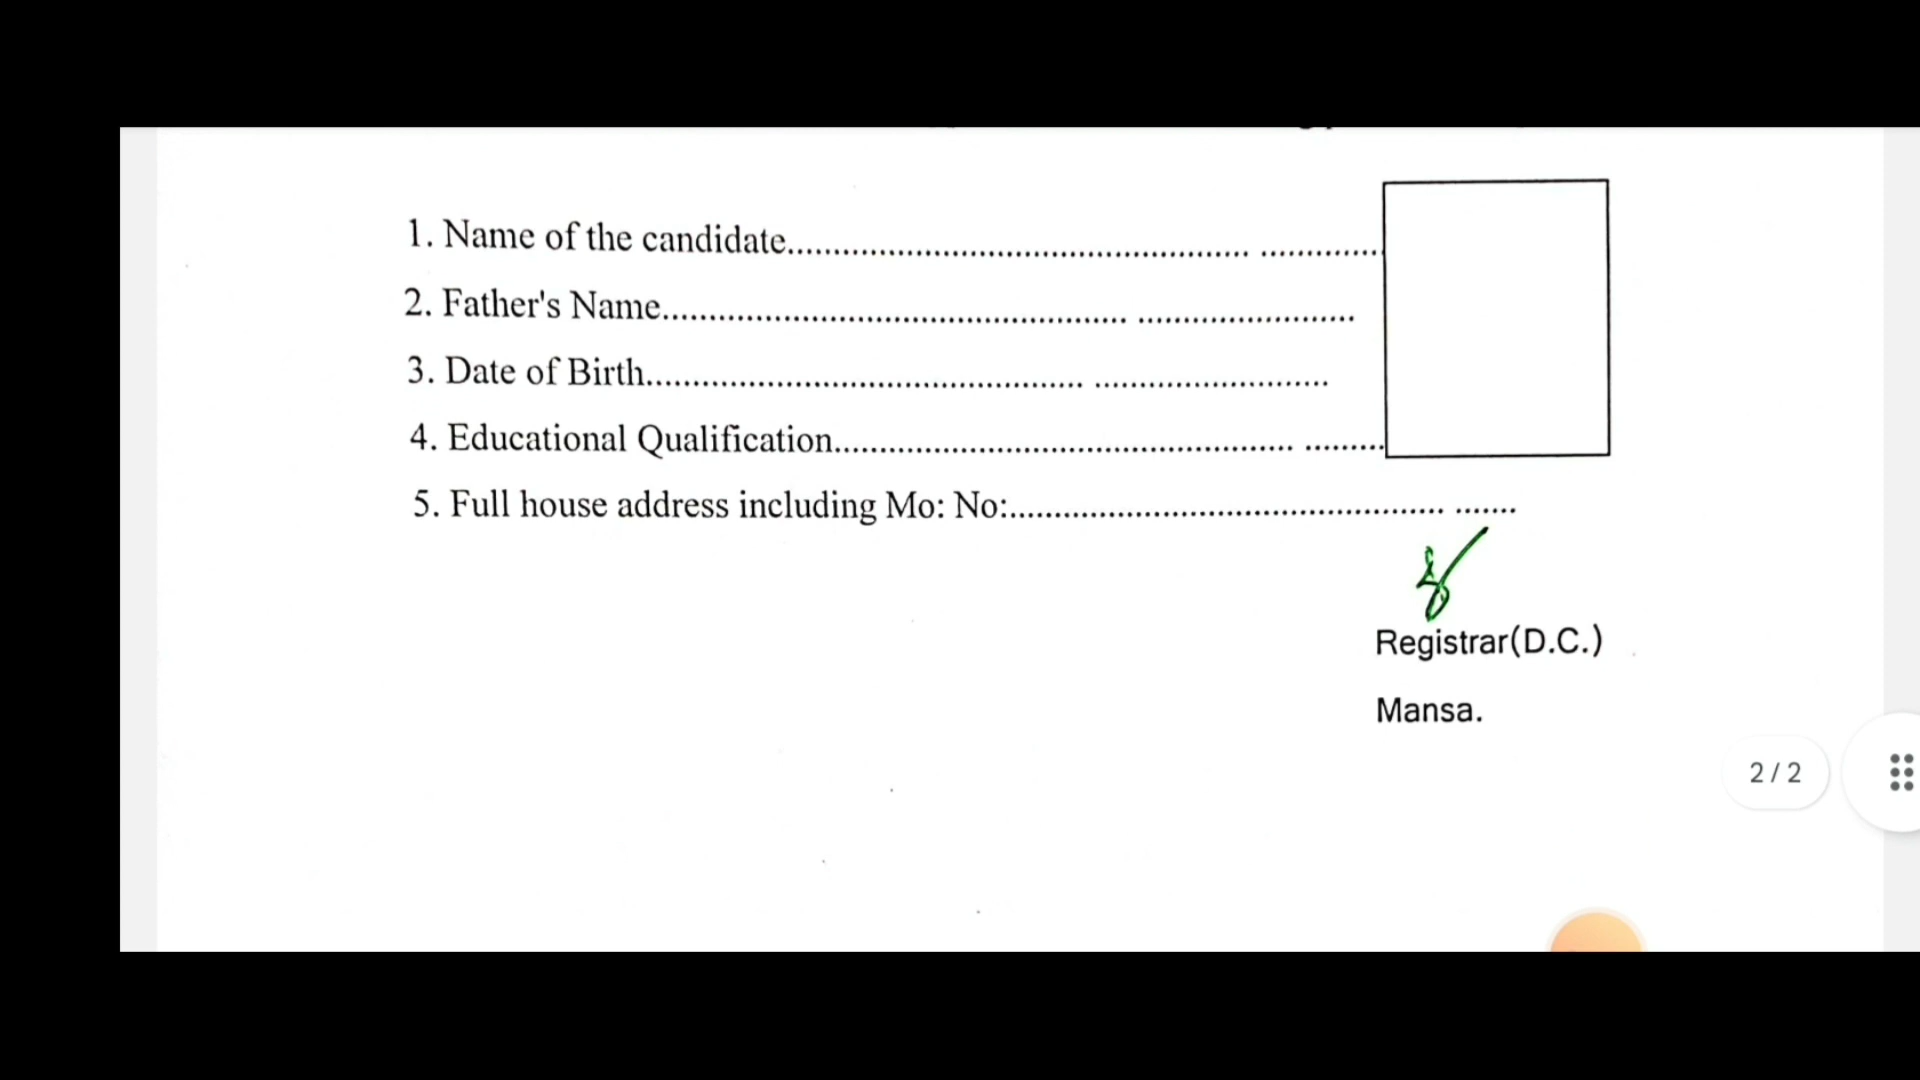 1. Name of the candidate.................................................. .............
2. Father's Name.................................................. .......................
3. Date of Birth............................................... .........................
4. Educational Qualification.................................................. .........
5. Full house address including Mo: No:............................................... .......
Registrar(D.C.)
Mansa.
2 / 2